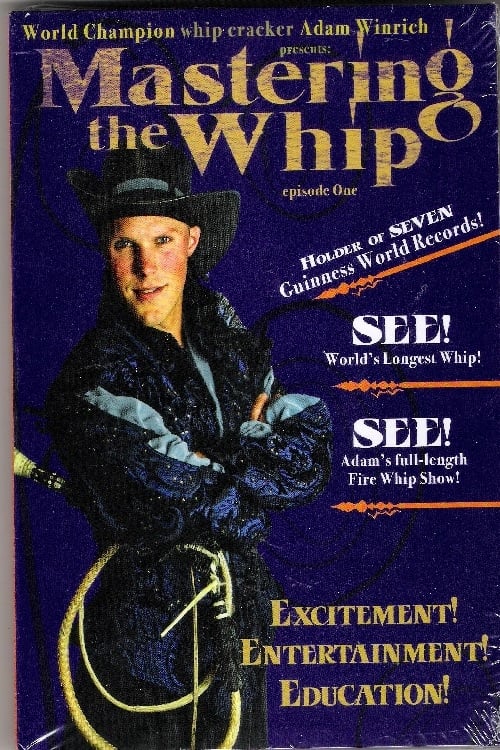 World Champion whip cracker Adam Winrich
presents:
Mastering
the Whip
episode One
HOLDER OF SEVEN
Guinness World Records!
SEE!
World's Longest Whip!
SEE!
Adam's full-length
Fire Whip Show!
EXCITEMENT!
ENTERTAINMENT!
EDUCATION!